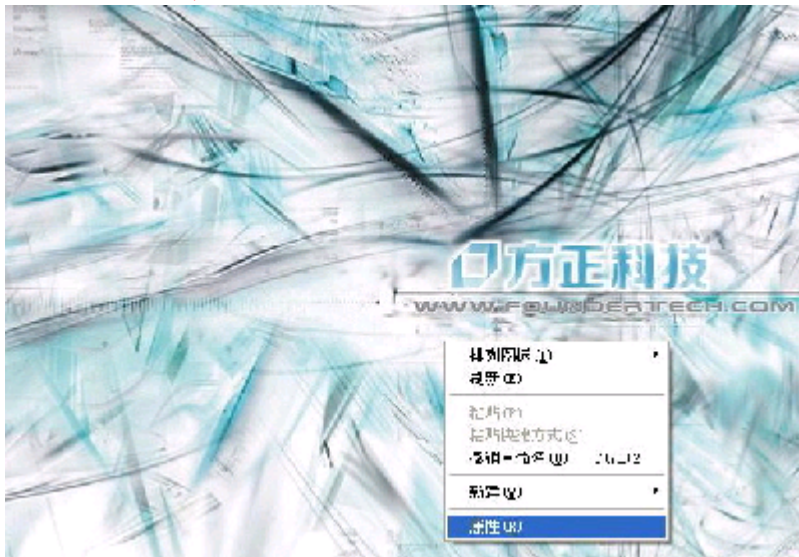 方正科技
WWW.FOUNDERTECH.COM
排列图标(I)
刷新(E)
粘贴(P)
粘贴快捷方式(S)
新建(W)
属性(R)